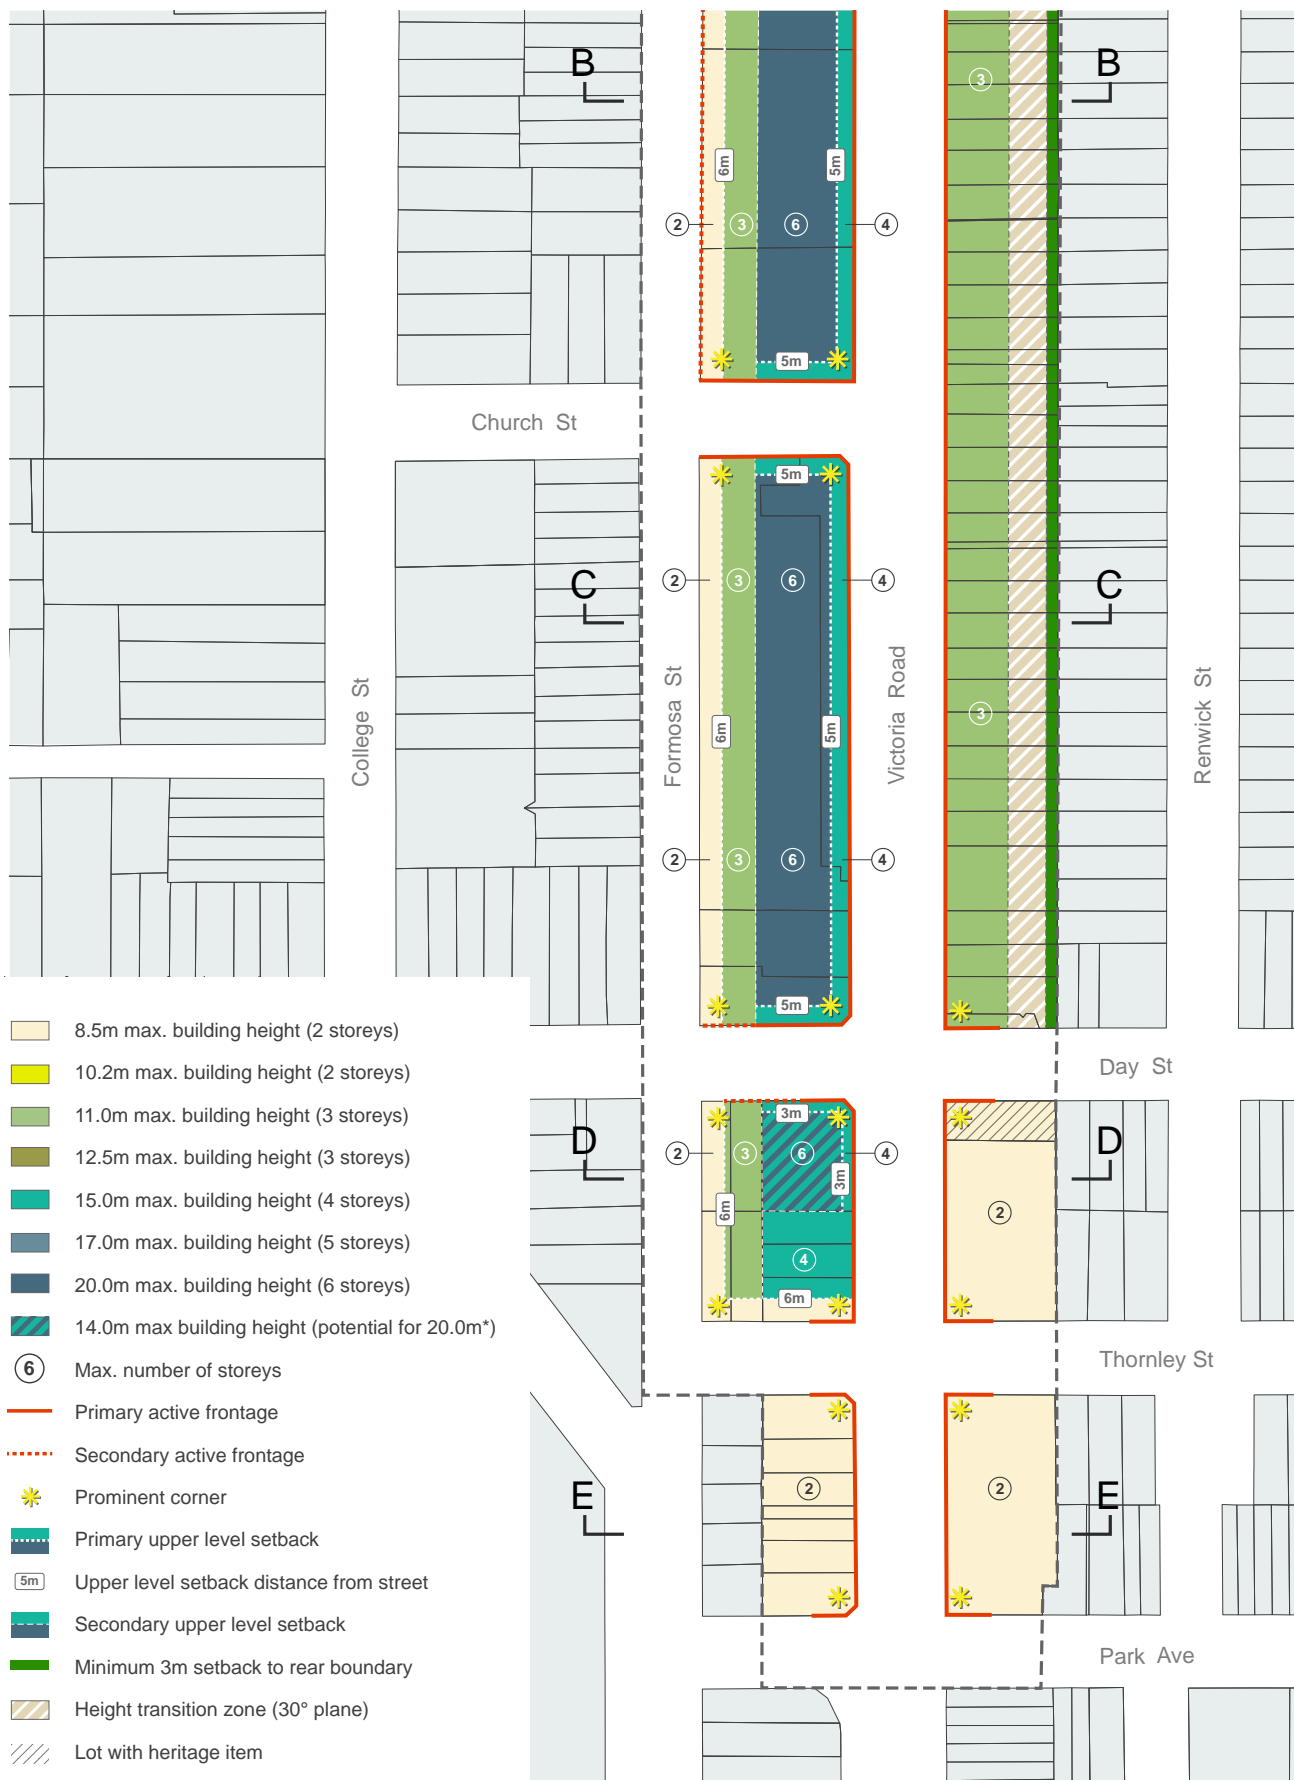 B
B
3
6m
5m
2
3
6
4
5m
Church St
5m
C
C
2
3
6
4
College St
Formosa St
6m
5m
Victoria Road
3
Renwick St
2
3
6
4
5m
Day St
3m
D
D
2
3
6
4
3m
6m
2
4
6m
Thornley St
E
E
2
2
Park Ave
8.5m max. building height (2 storeys)
10.2m max. building height (2 storeys)
11.0m max. building height (3 storeys)
12.5m max. building height (3 storeys)
15.0m max. building height (4 storeys)
17.0m max. building height (5 storeys)
20.0m max. building height (6 storeys)
14.0m max building height (potential for 20.0m*)
6 Max. number of storeys
Primary active frontage
Secondary active frontage
Prominent corner
Primary upper level setback
5m Upper level setback distance from street
Secondary upper level setback
Minimum 3m setback to rear boundary
Height transition zone (30° plane)
Lot with heritage item